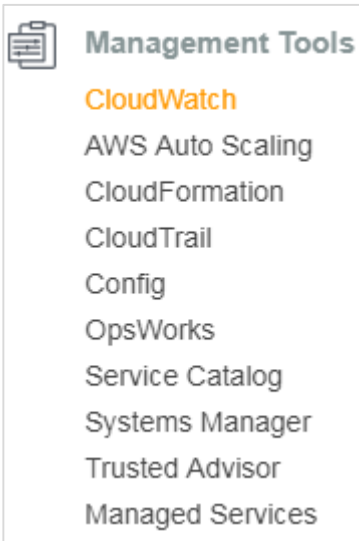 Management Tools
CloudWatch
AWS Auto Scaling
CloudFormation
CloudTrail
Config
OpsWorks
Service Catalog
Systems Manager
Trusted Advisor
Managed Services